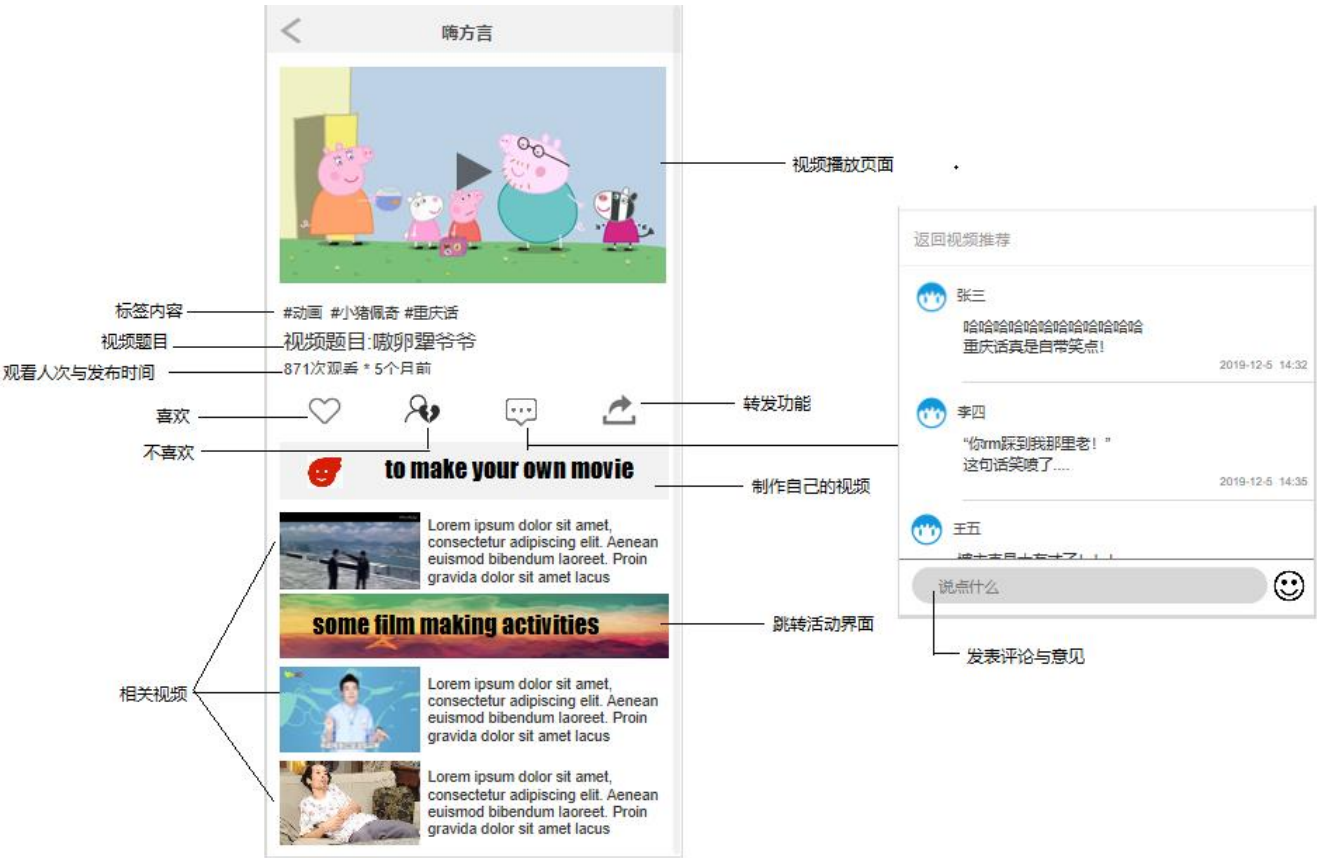 嗨方言
视频播放页面
标签内容
#动画 #小猪佩奇 #重庆话
视频题目
视频题目:嗷卵犟爷爷
观看人次与发布时间
871次观看 * 5个月前
喜欢
不喜欢
转发功能
to make your own movie
制作自己的视频
Lorem ipsum dolor sit amet,
consectetur adipiscing elit. Aenean
euismod bibendum laoreet. Proin
gravida dolor sit amet lacus
some film making activities
跳转活动界面
相关视频
Lorem ipsum dolor sit amet,
consectetur adipiscing elit. Aenean
euismod bibendum laoreet. Proin
gravida dolor sit amet lacus
Lorem ipsum dolor sit amet,
consectetur adipiscing elit. Aenean
euismod bibendum laoreet. Proin
gravida dolor sit amet lacus
返回视频推荐
张三
哈哈哈哈哈哈哈哈哈哈哈哈
重庆话真是自带笑点!
2019-12-5 14:32
李四
“你rm踩到我那里老！”
这句话笑喷了....
2019-12-5 14:35
王五
说点什么
发表评论与意见